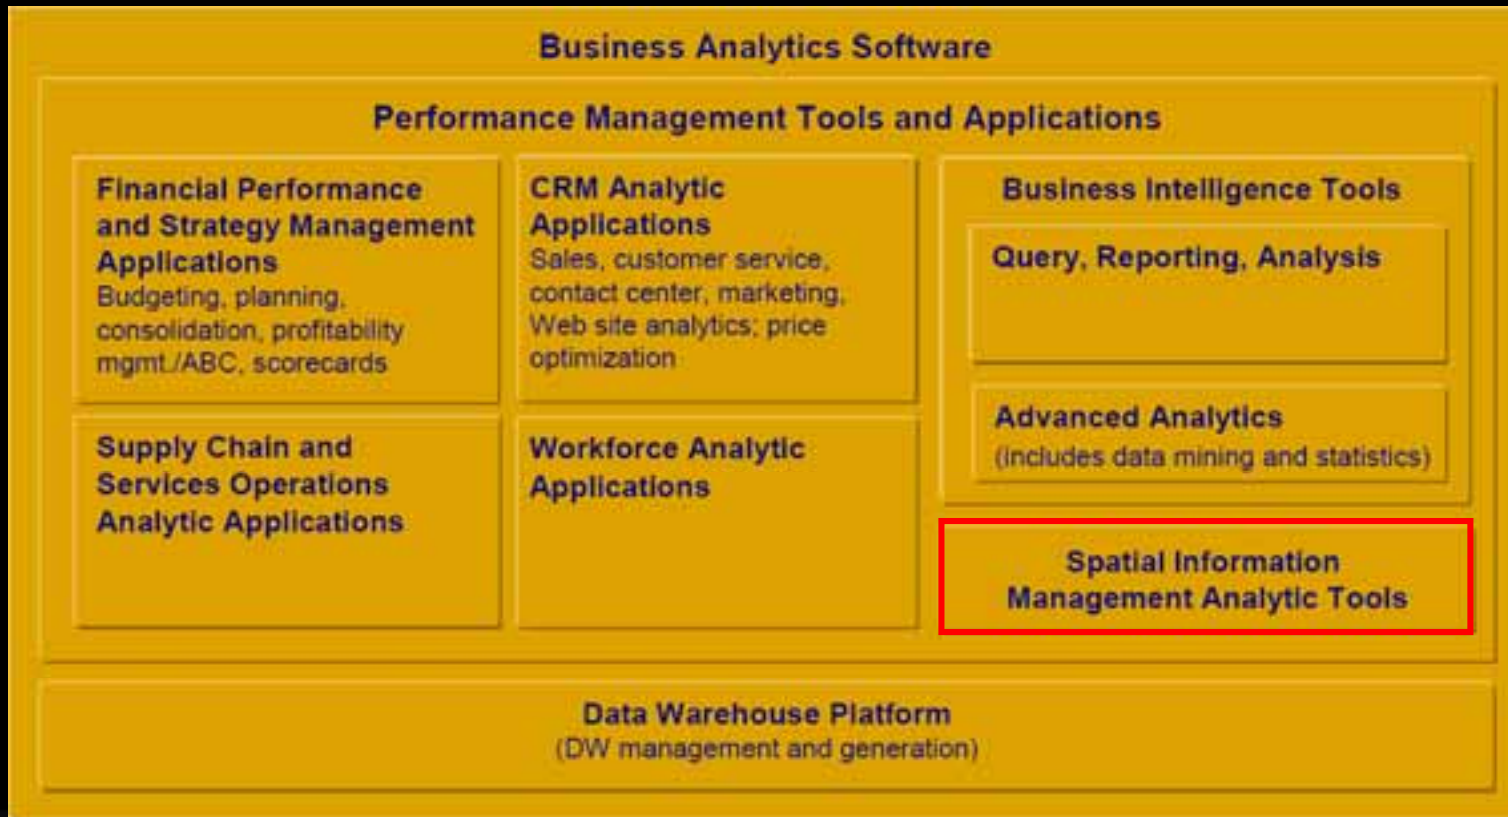 Business Analytics Software
Performance Management Tools and Applications
Financial Performance
and Strategy Management
Applications
Budgeting, planning,
consolidation, profitability
mgmt./ABC, scorecards
CRM Analytic
Applications
Sales, customer service,
contact center, marketing,
Web site analytics; price
optimization
Business Intelligence Tools
Query, Reporting, Analysis
Advanced Analytics
(includes data mining and statistics)
Supply Chain and
Services Operations
Analytic Applications
Workforce Analytic
Applications
Spatial Information
Management Analytic Tools
Data Warehouse Platform
(DW management and generation)